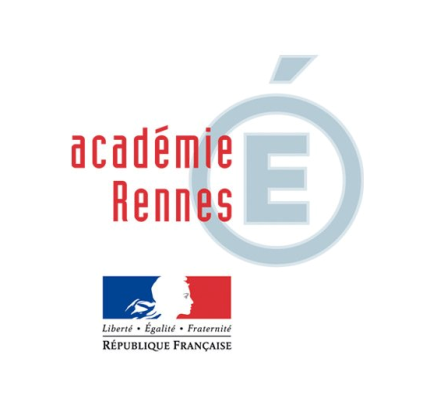 académie
Rennes
É
Liberté • Égalité • Fraternité
RÉPUBLIQUE FRANÇAISE